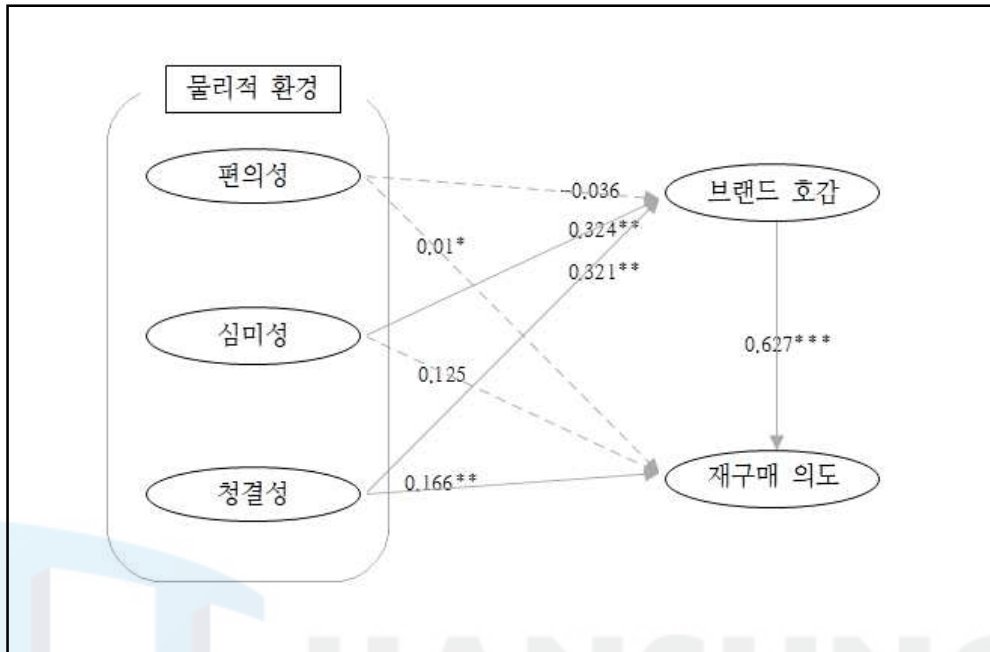 물리적 환경
편의성
브랜드 호감
-0.036
0.324**
0.01*
0.321**
심미성
0.627***
0.125
청결성
0.166**
재구매 의도